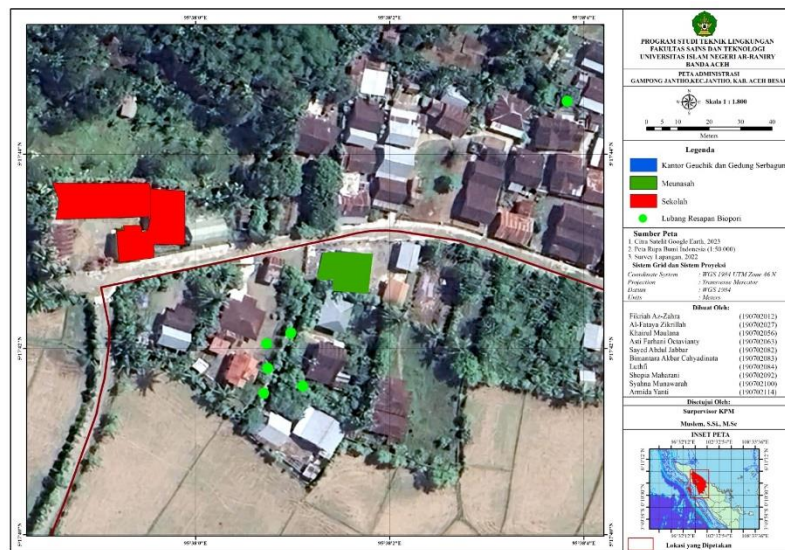 PROGRAM STUDI TEKNIK LINGKUNGAN
FAKULTAS SAINS DAN TEKNOLOGI
UNIVERSITAS ISLAM NEGERI AR-RANIRY
BANDA ACEH
PETA ADMINISTRASI
GAMPONG JANTHO,KEC.JANTHO, KAB. ACEH BESAR
Skala 1 : 1.800
0 5 10 20 30 40
Meters
Legenda
Kantor Geuchik dan Gedung Serbaguna
Meunasah
Sekolah
Lubang Resapan Biopori
Sumber Peta
1. Citra Satelit Google Earth, 2023
2. Peta Rupa Bumi Indonesia (1:50.000)
3. Survey Lapangan, 2022
Sistem Grid dan Sistem Proyeksi
Coordinate System : WGS 1984 UTM Zone 46 N
Projection : Transverse Mercator
Datum : WGS 1984
Units : Meters
Dibuat Oleh:
Fikriah Az-Zahra (190702012)
Al-Fataya Zikrillah (190702027)
Khairul Maulana (190702056)
Asti Farhani Octavianty (190702063)
Sayed Abdul Jabbar (190702082)
Binantara Akbar Cahyadinata (190702083)
Luthfi (190702084)
Shopia Maharani (190702092)
Syalma Munawarah (190702100)
Armida Yanti (190702114)
Disetujui Oleh:
Surpervisor KPM
Muslem, S.Si., M.Sc
INSET PETA
Lokasi yang Dipetakan